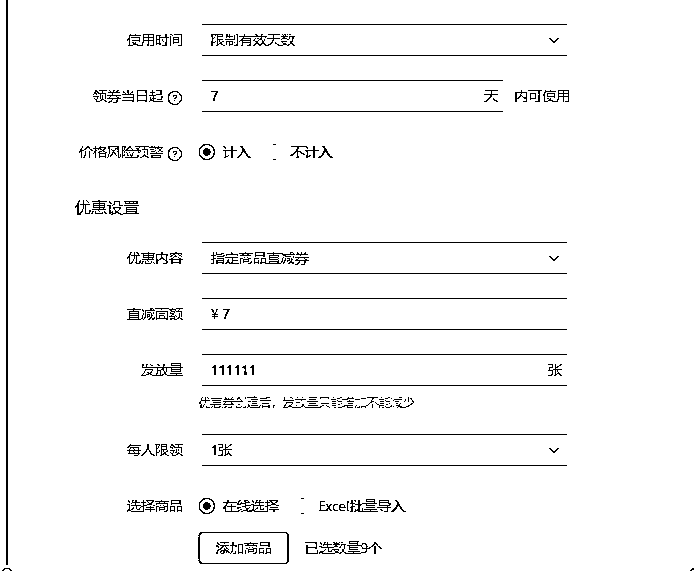 使用时间 限制有效天数
领券当日起 ? 7 天 内可使用
价格风险预警 ? 计入 不计入
优惠设置
优惠内容 指定商品直减券
直减面额 ¥ 7
发放量 111111 张
优惠券创建后，发放量只能增加不能减少
每人限领 1张
选择商品 在线选择 Excel批量导入
添加商品 已选数量9个